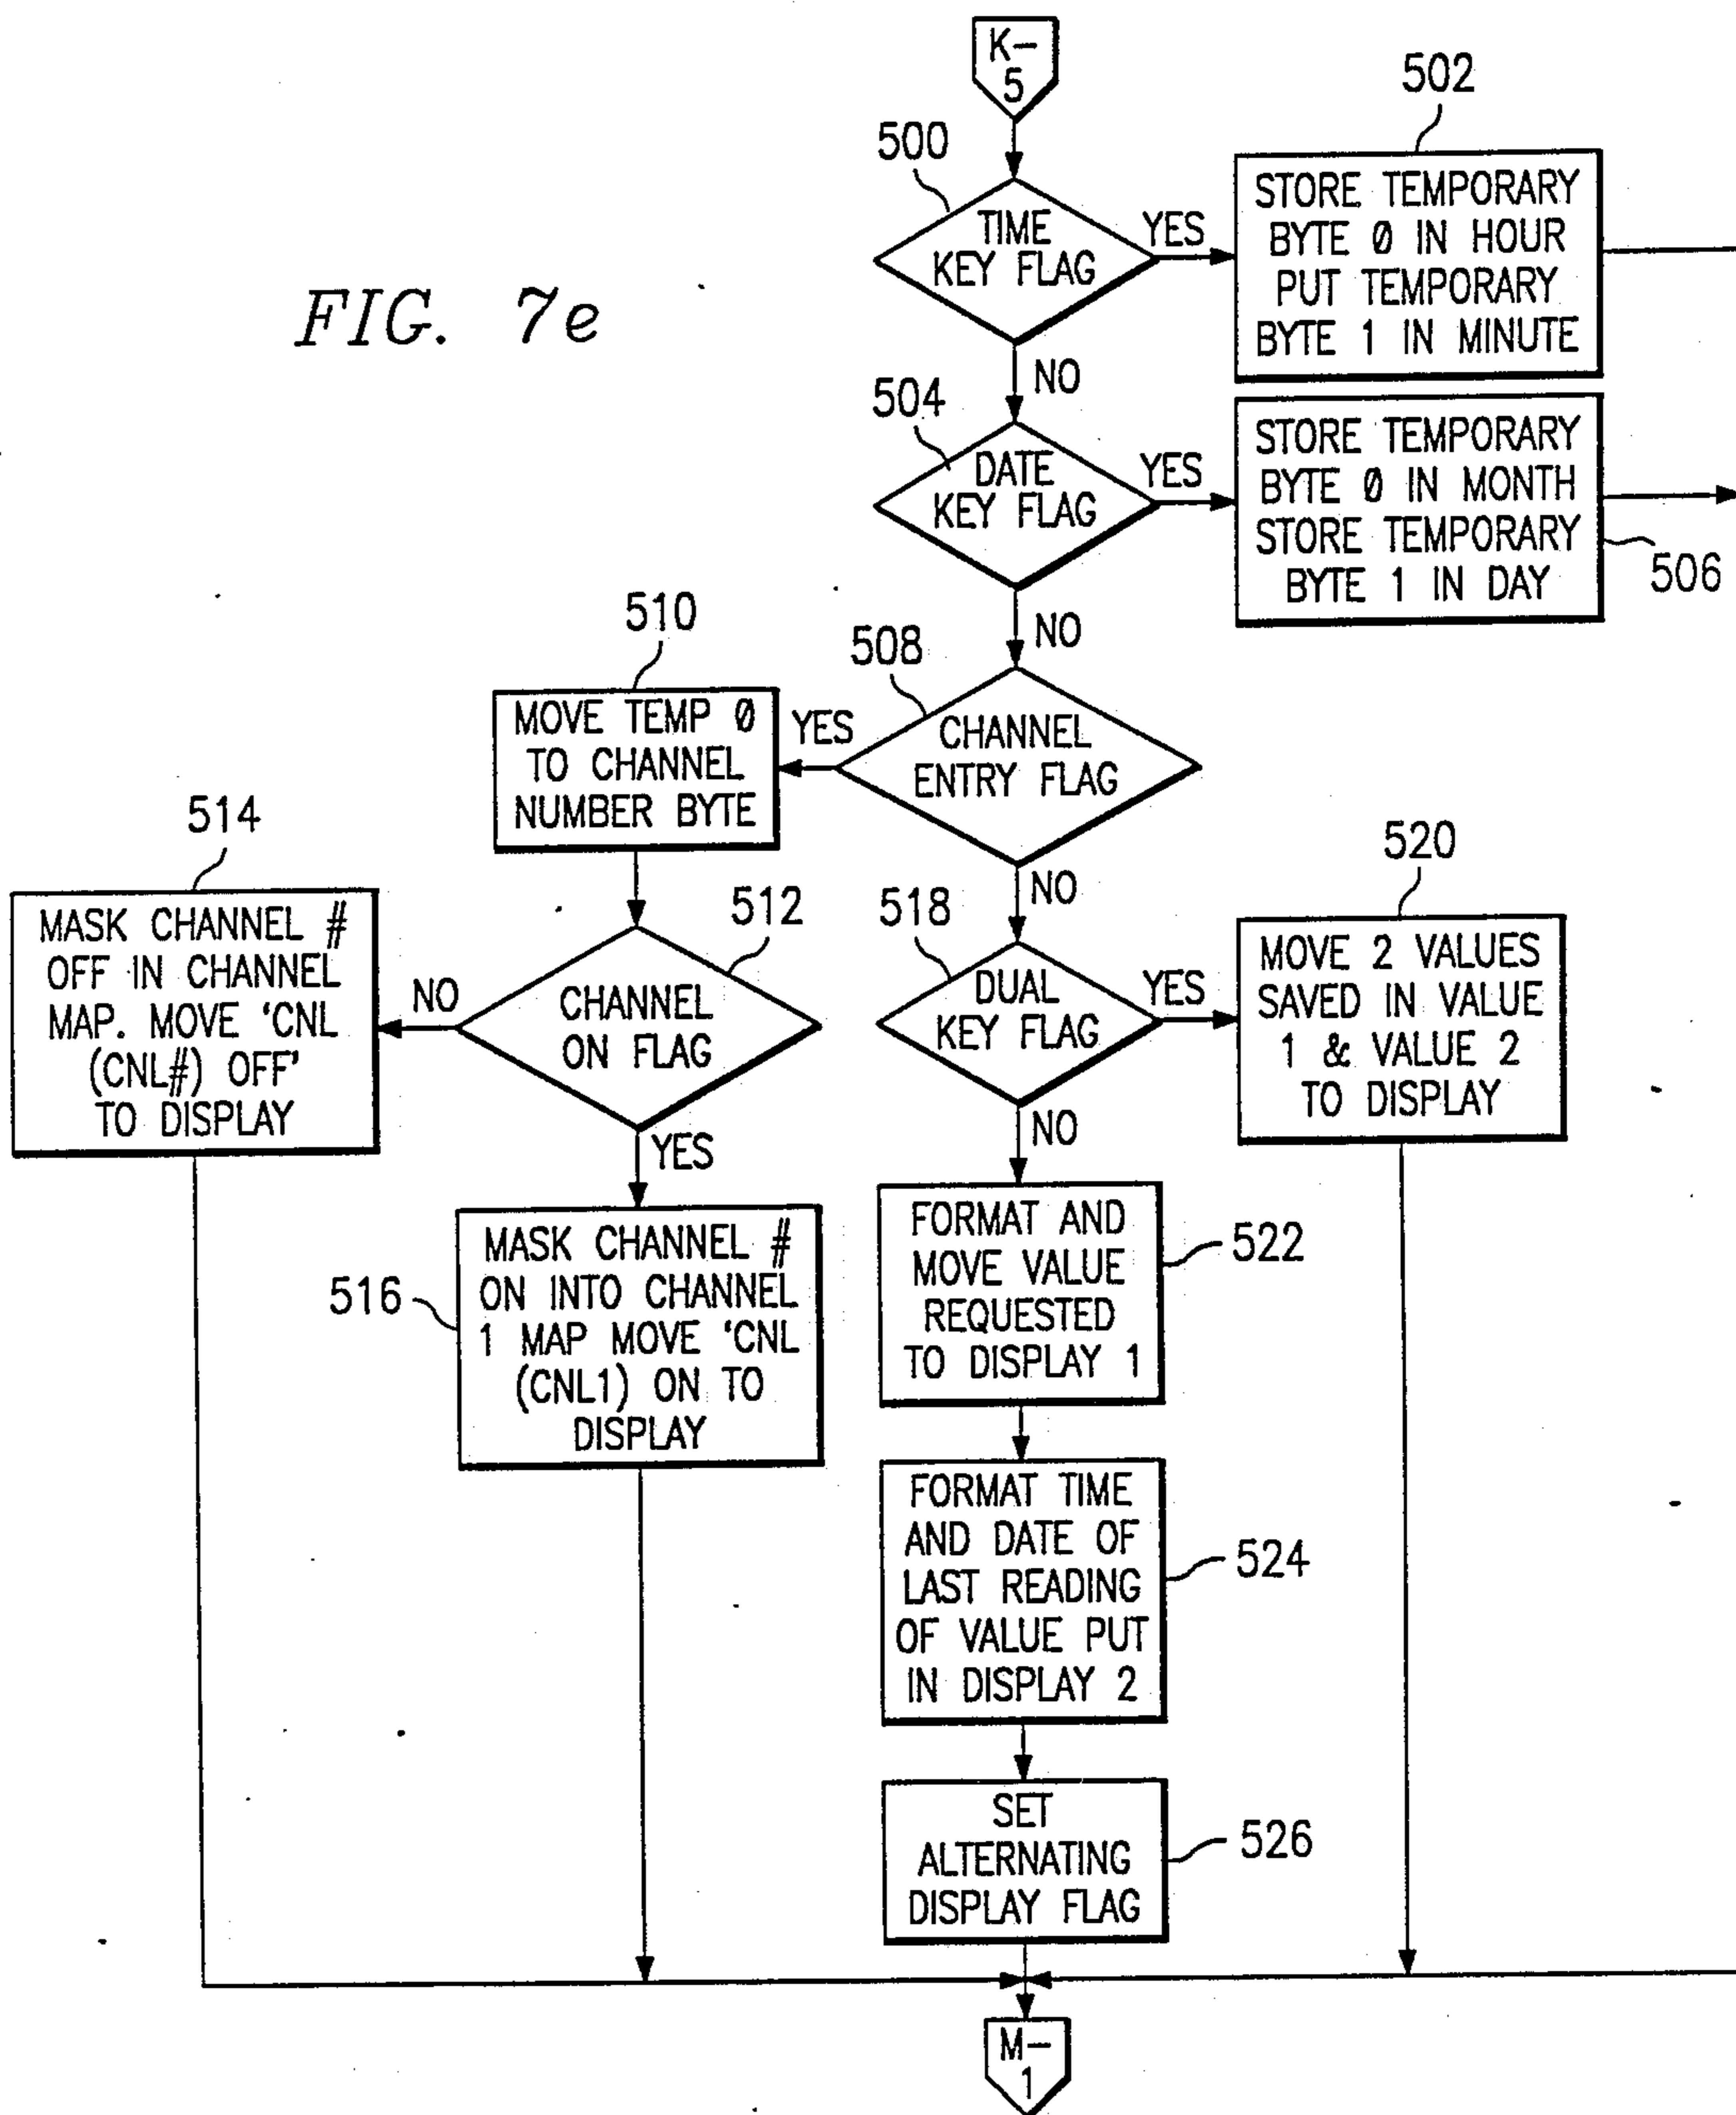 K-
5
502
500
TIME
KEY FLAG
YES
STORE TEMPORARY
BYTE Ø IN HOUR
PUT TEMPORARY
BYTE 1 IN MINUTE
FIG. 7e
NO
504
DATE
KEY FLAG
YES
STORE TEMPORARY
BYTE Ø IN MONTH
STORE TEMPORARY
BYTE 1 IN DAY
506
NO
510
508
MOVE TEMP Ø
TO CHANNEL
NUMBER BYTE
YES
CHANNEL
ENTRY FLAG
514
MASK CHANNEL #
OFF IN CHANNEL
MAP. MOVE 'CNL
(CNL#) OFF'
TO DISPLAY
NO
512
CHANNEL
ON FLAG
NO
518
DUAL
KEY FLAG
YES
520
MOVE 2 VALUES
SAVED IN VALUE
1 & VALUE 2
TO DISPLAY
YES
NO
516
MASK CHANNEL #
ON INTO CHANNEL
1 MAP MOVE 'CNL
(CNL1) ON TO
DISPLAY
FORMAT AND
MOVE VALUE
REQUESTED
TO DISPLAY 1
522
FORMAT TIME
AND DATE OF
LAST READING
OF VALUE PUT
IN DISPLAY 2
524
SET
ALTERNATING
DISPLAY FLAG
526
M-
1